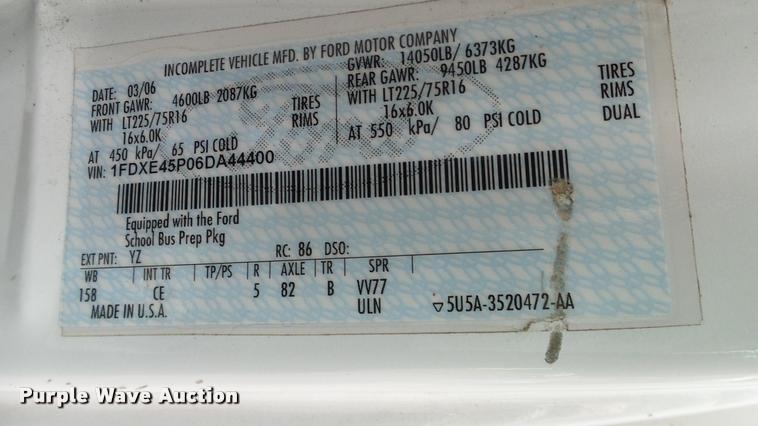 INCOMPLETE VEHICLE MFD. BY FORD MOTOR COMPANY
DATE: 03/06 GVWR: 14050LB/ 6373KG
FRONT GAWR: 4600LB 2087KG REAR GAWR: 9450LB 4287KG
WITH LT225/75R16 TIRES WITH LT225/75R16 TIRES
16x6.0K RIMS 16x6.0K RIMS
AT 450 kPa/ 65 PSI COLD AT 550 kPa/ 80 PSI COLD DUAL
VIN: 1FDXE45P06DA44400
Equipped with the Ford
School Bus Prep Pkg
EXT PNT: YZ RC: 86 DSO:
WB INT TR TP/PS R AXLE TR SPR
158 CE 5 82 B VV77
MADE IN U.S.A. ULN ▽5U5A-3520472-AA
Ford
Purple Wave Auction